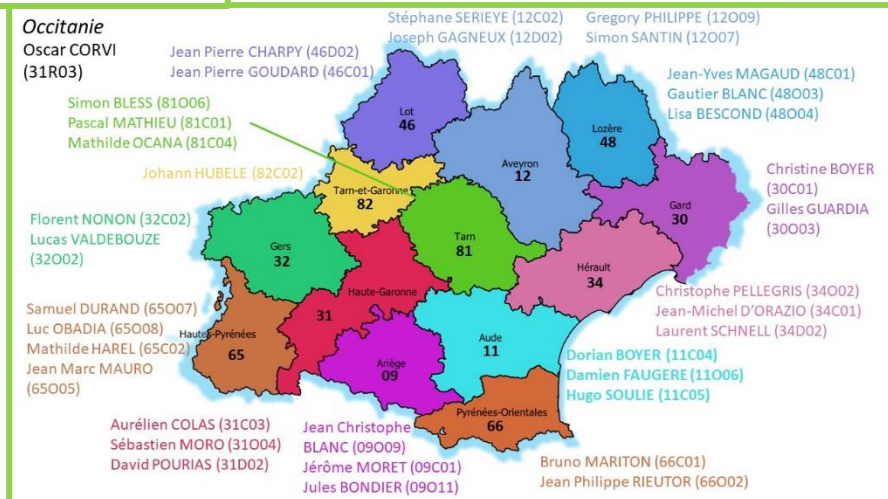 Occitanie
Oscar CORVI
(31R03)
Jean Pierre CHARPY (46D02)
Jean Pierre GOUDARD (46C01)
Stéphane SERIEYE (12C02)
Joseph GAGNEUX (12D02)
Gregory PHILIPPE (12O09)
Simon SANTIN (12O07)
Jean-Yves MAGAUD (48C01)
Gautier BLANC (48O03)
Lisa BESCOND (48O04)
Simon BLESS (81O06)
Pascal MATHIEU (81C01)
Mathilde OCANA (81C04)
Johann HUBELE (82C02)
Christine BOYER
(30C01)
Gilles GUARDIA
(30O03)
Florent NONON (32C02)
Lucas VALDEBOUZE
(32O02)
Lot
46
Lozère
48
Aveyron
12
Tarn-et-Garonne
82
Gard
30
Gers
32
Tarn
81
Hérault
34
Haute-Garonne
31
Hautes-Pyrénées
65
Aude
11
Ariège
09
Pyrénées-Orientales
66
Samuel DURAND (65O07)
Luc OBADIA (65O08)
Mathilde HAREL (65C02)
Jean Marc MAURO
(65O05)
Christophe PELLEGRIS (34O02)
Jean-Michel D’ORAZIO (34C01)
Laurent SCHNELL (34D02)
Dorian BOYER (11C04)
Damien FAUGERE (11O06)
Hugo SOULIE (11C05)
Aurélien COLAS (31C03)
Sébastien MORO (31O04)
David POURIAS (31D02)
Jean Christophe
BLANC (09O09)
Jérôme MORET (09C01)
Jules BONDIER (09O11)
Bruno MARITON (66C01)
Jean Philippe RIEUTOR (66O02)